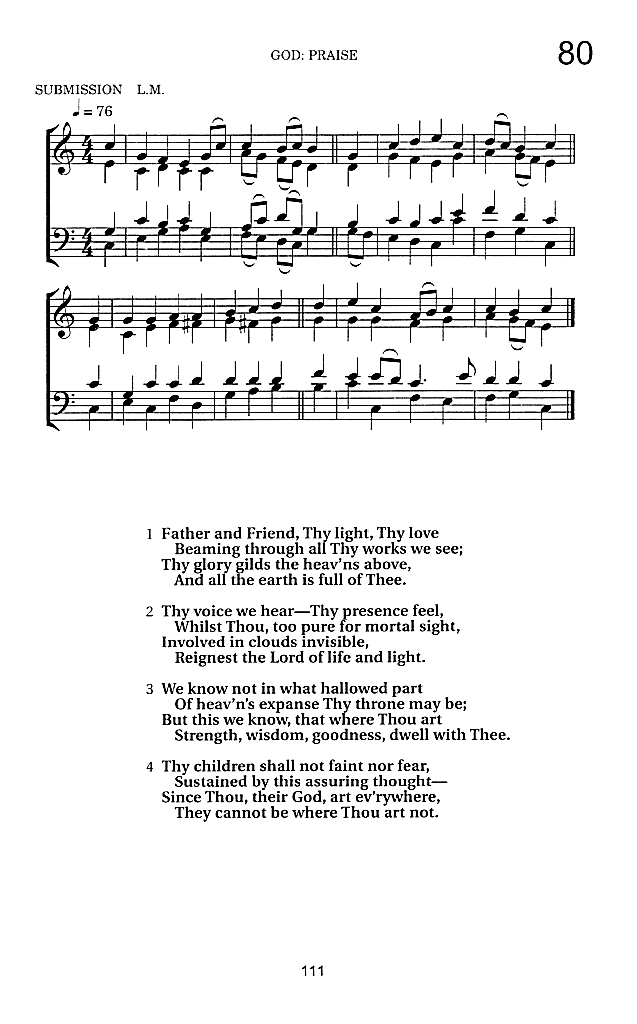 GOD: PRAISE
80
SUBMISSION L.M.
♩ = 76
1 Father and Friend, Thy light, Thy love
Beaming through all Thy works we see;
Thy glory gilds the heav'ns above,
And all the earth is full of Thee.
2 Thy voice we hear—Thy presence feel,
Whilst Thou, too pure for mortal sight,
Involved in clouds invisible,
Reignest the Lord of life and light.
3 We know not in what hallowed part
Of heav'n's expanse Thy throne may be;
But this we know, that where Thou art
Strength, wisdom, goodness, dwell with Thee.
4 Thy children shall not faint nor fear,
Sustained by this assuring thought—
Since Thou, their God, art ev'rywhere,
They cannot be where Thou art not.
111